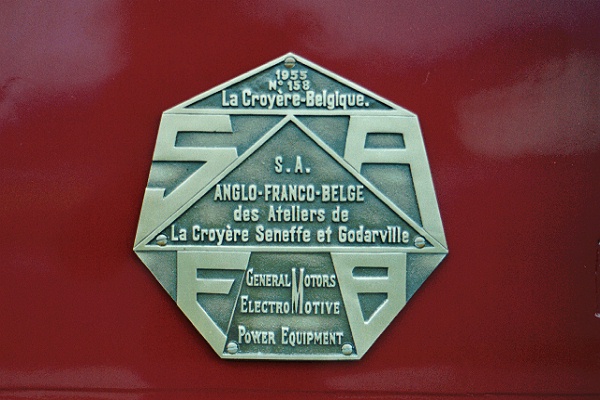 1955
N° 158
La Croyère-Belgique.
S A
S.A.
ANGLO-FRANCO-BELGE
des Ateliers de
La Croyère Seneffe et Godarville
F B
GENERAL MOTORS
ELECTRO MOTIVE
POWER EQUIPMENT